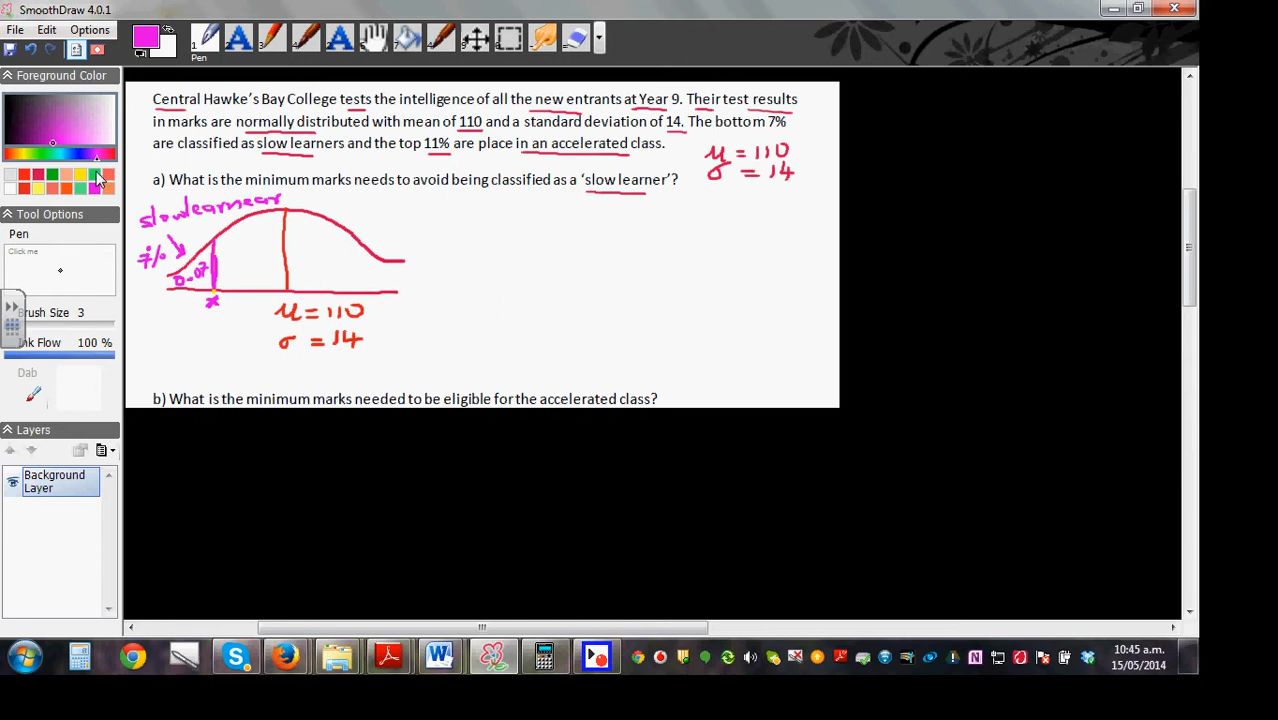 SmoothDraw 4.0.1
File Edit Options
Pen
Foreground Color
Tool Options
Pen
Click me
Brush Size 3
Ink Flow 100 %
Dab
Layers
Background
Layer
Central Hawke's Bay College tests the intelligence of all the new entrants at Year 9. Their test results
in marks are normally distributed with mean of 110 and a standard deviation of 14. The bottom 7%
are classified as slow learners and the top 11% are place in an accelerated class.
μ = 110
σ = 14
a) What is the minimum marks needs to avoid being classified as a 'slow learner'?
slowlearnear
7%
0.07
x
μ = 110
σ = 14
b) What is the minimum marks needed to be eligible for the accelerated class?
10:45 a.m.
15/05/2014